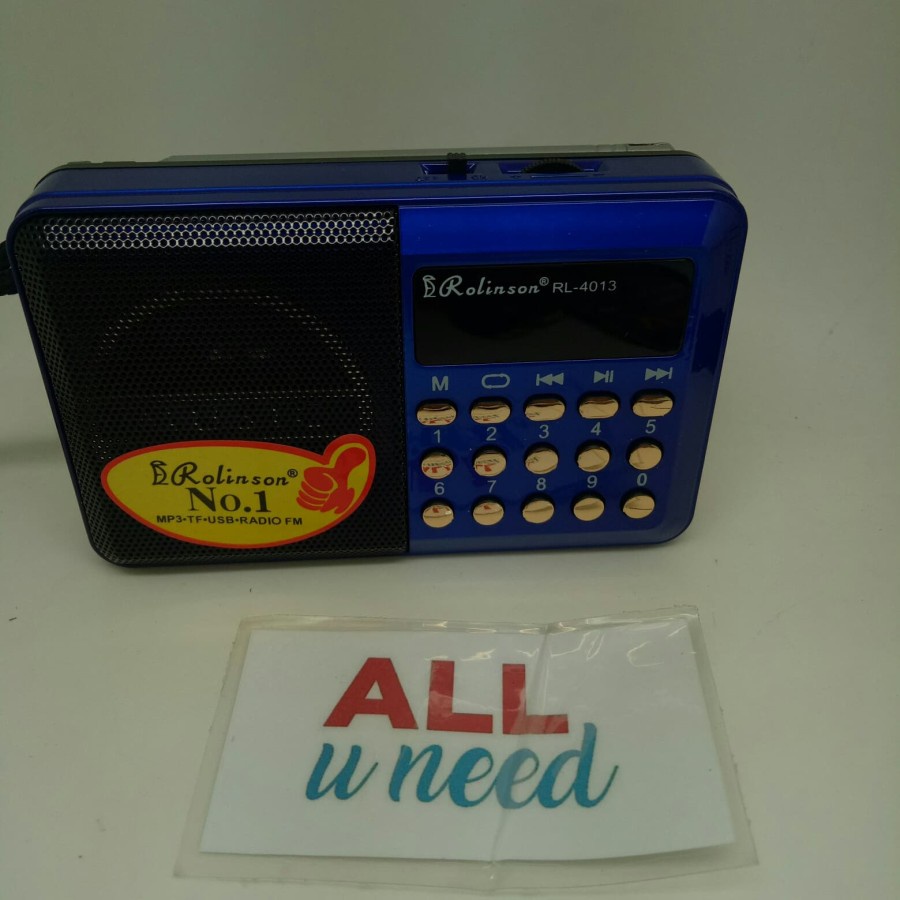 Rolinson® RL-4013
M
1 2 3 4 5
6 7 8 9 0
Rolinson®
No.1
MP3•TF•USB•RADIO FM
ALL
u need